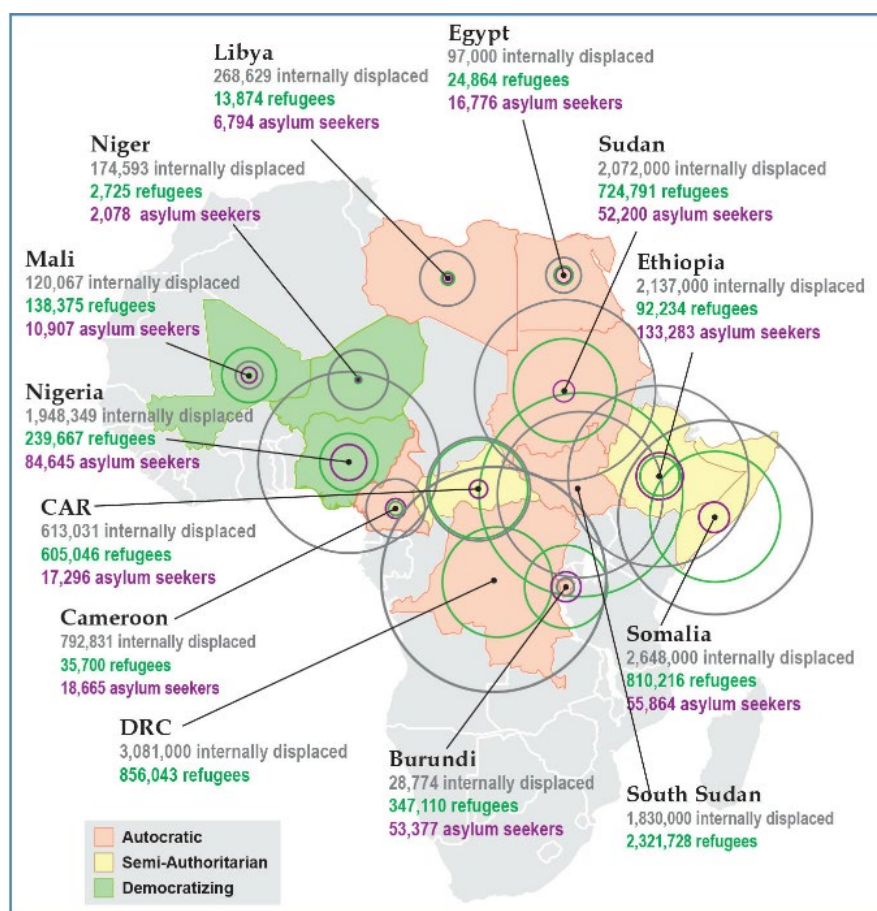 Libya
268,629 internally displaced
13,874 refugees
6,794 asylum seekers
Egypt
97,000 internally displaced
24,864 refugees
16,776 asylum seekers
Niger
174,593 internally displaced
2,725 refugees
2,078 asylum seekers
Sudan
2,072,000 internally displaced
724,791 refugees
52,200 asylum seekers
Mali
120,067 internally displaced
138,375 refugees
10,907 asylum seekers
Ethiopia
2,137,000 internally displaced
92,234 refugees
133,283 asylum seekers
Nigeria
1,948,349 internally displaced
239,667 refugees
84,645 asylum seekers
CAR
613,031 internally displaced
605,046 refugees
17,296 asylum seekers
Cameroon
792,831 internally displaced
35,700 refugees
18,665 asylum seekers
Somalia
2,648,000 internally displaced
810,216 refugees
55,864 asylum seekers
DRC
3,081,000 internally displaced
856,043 refugees
Burundi
28,774 internally displaced
347,110 refugees
53,377 asylum seekers
South Sudan
1,830,000 internally displaced
2,321,728 refugees
Autocratic
Semi-Authoritarian
Democratizing